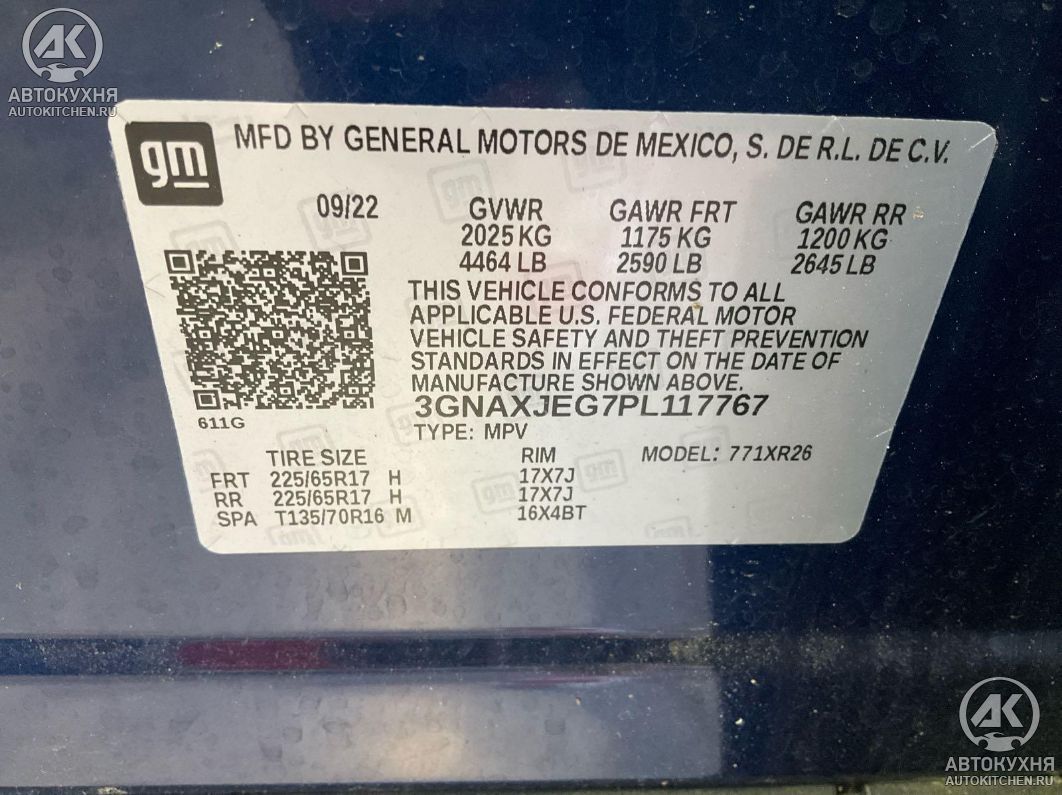 АВТОКУХНЯ
AUTOKITCHEN.RU
gm
MFD BY GENERAL MOTORS DE MEXICO, S. DE R.L. DE C.V.
09/22 GVWR GAWR FRT GAWR RR
2025 KG 1175 KG 1200 KG
4464 LB 2590 LB 2645 LB
THIS VEHICLE CONFORMS TO ALL
APPLICABLE U.S. FEDERAL MOTOR
VEHICLE SAFETY AND THEFT PREVENTION
STANDARDS IN EFFECT ON THE DATE OF
MANUFACTURE SHOWN ABOVE.
3GNAXJEG7PL117767
611G
TYPE: MPV
TIRE SIZE RIM MODEL: 771XR26
FRT 225/65R17 H 17X7J
RR 225/65R17 H 17X7J
SPA T135/70R16 M 16X4BT
АВТОКУХНЯ
AUTOKITCHEN.RU